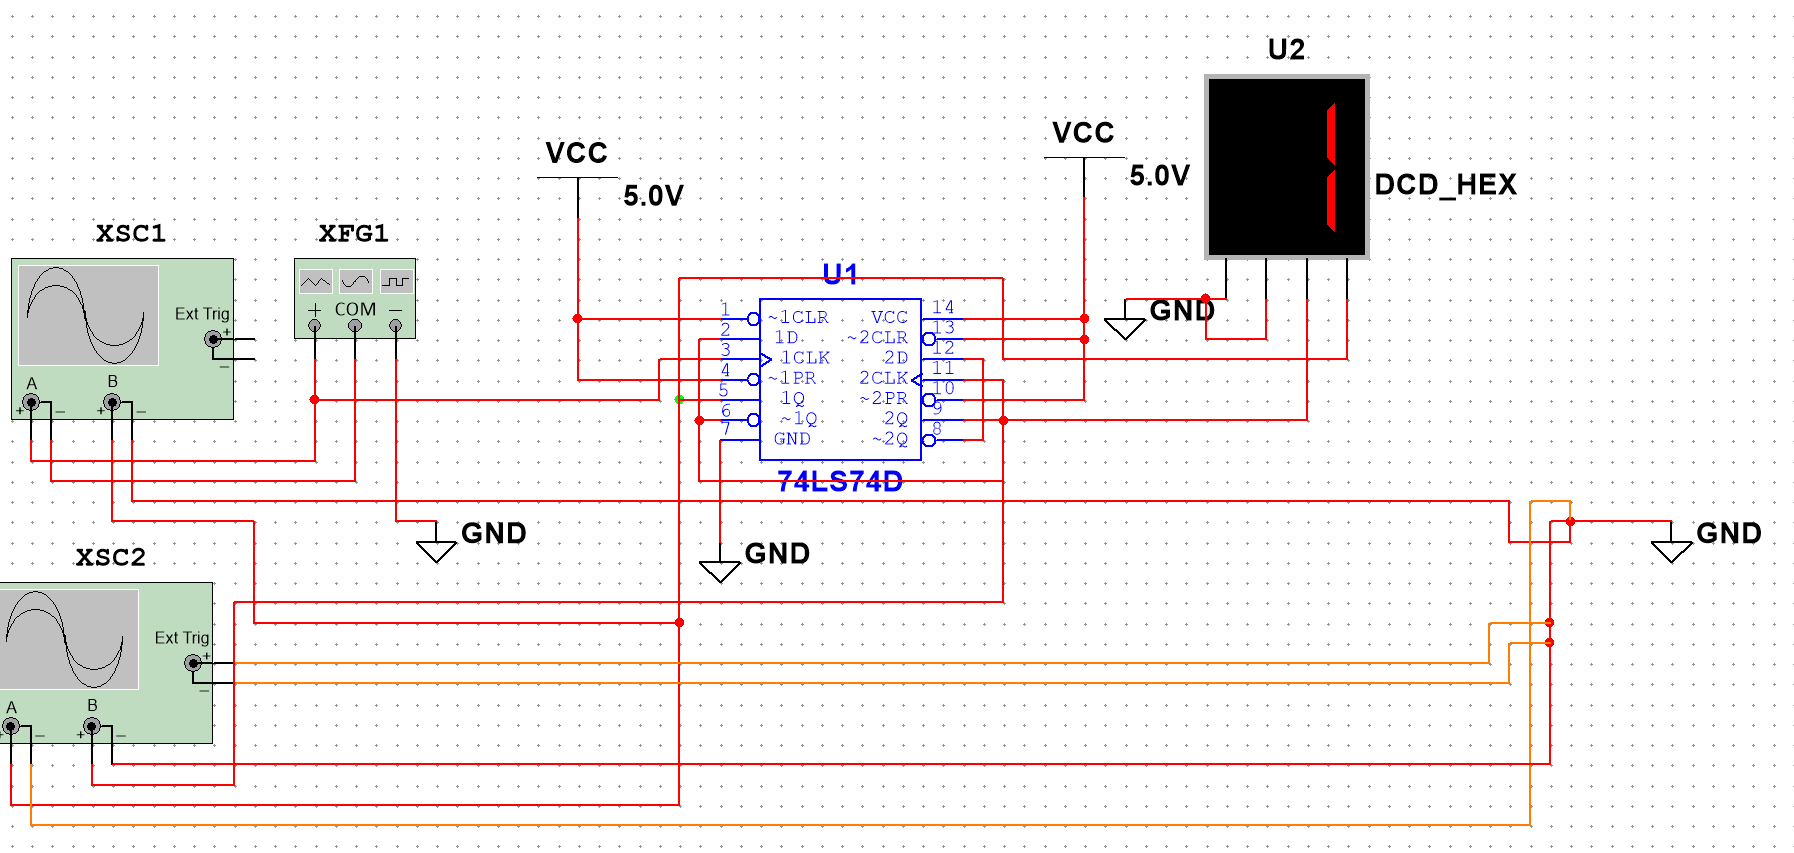 U2
VCC
5.0V
VCC
5.0V
DCD_HEX
GND
XSC1
Ext Trig
+
−
A
B
+ − + −
XFG1
+ COM −
U1
1 ~1CLR VCC 14
2 1D ~2CLR 13
3 1CLK 2D 12
4 ~1PR 2CLK 11
5 1Q ~2PR 10
6 ~1Q 2Q 9
7 GND ~2Q 8
74LS74D
GND
GND
GND
XSC2
Ext Trig
+
−
A
B
+ − + −